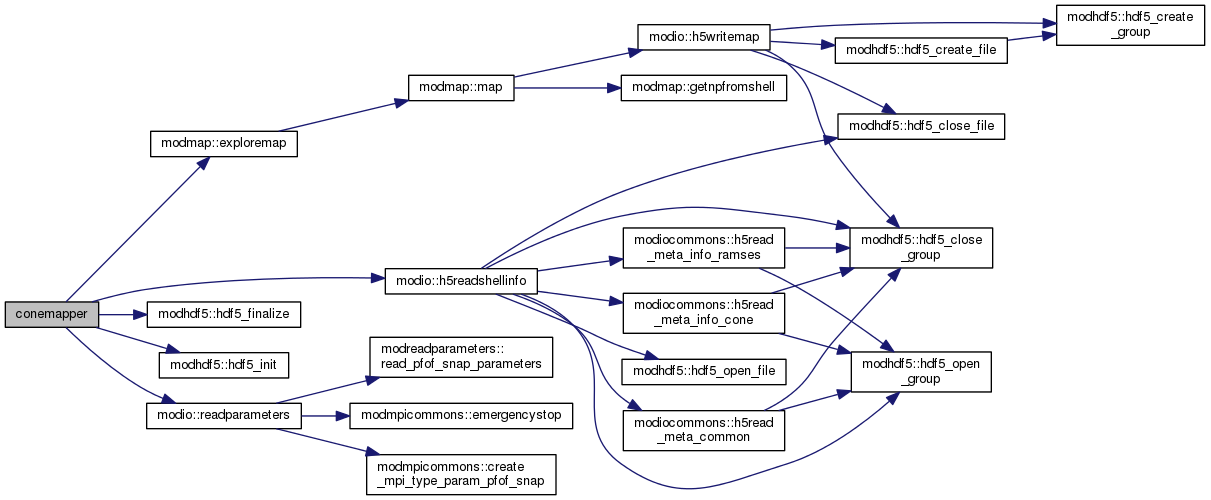 conemapper
modmap::exploremap
modmap::map
modio::h5writemap
modhdf5::hdf5_create
_group
modhdf5::hdf5_create_file
modmap::getnpfromshell
modhdf5::hdf5_close_file
modio::h5readshellinfo
modiocommons::h5read
_meta_info_ramses
modhdf5::hdf5_close
_group
modiocommons::h5read
_meta_info_cone
modhdf5::hdf5_open_file
modhdf5::hdf5_open
_group
modiocommons::h5read
_meta_common
modhdf5::hdf5_finalize
modhdf5::hdf5_init
modio::readparameters
modreadparameters::
read_pfof_snap_parameters
modmpicommons::emergencystop
modmpicommons::create
_mpi_type_param_pfof_snap